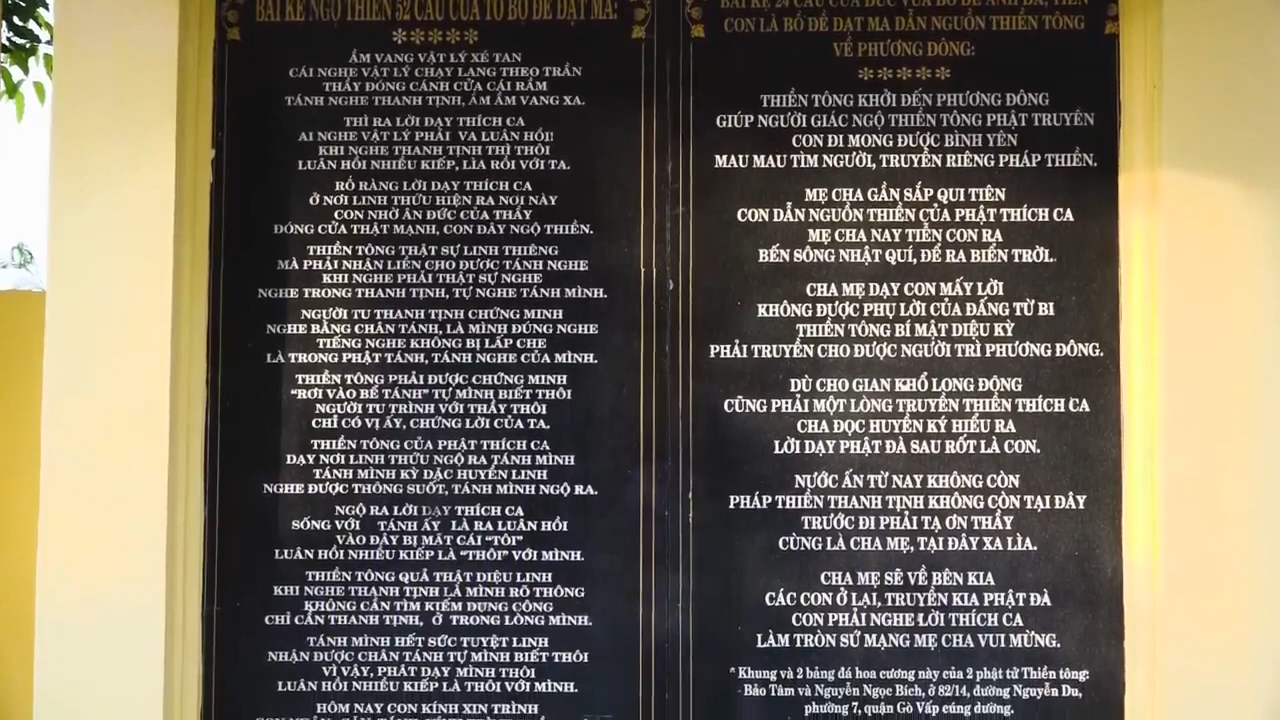 BÀI KỆ NGỘ THIỀN 52 CÂU CỦA TỔ BỒ ĐỀ ĐẠT MA:
*****
ẦM VANG VẬT LÝ XÉ TAN
CÁI NGHE VẬT LÝ CHẠY LANG THEO TRẦN
THẦY ĐÓNG CÁNH CỬA CÁI RẦM
TÁNH NGHE THANH TỊNH, ẦM ẦM VANG XA.
THÌ RA LỜI DẠY THÍCH CA
AI NGHE VẬT LÝ PHẢI VA LUÂN HỒI!
KHI NGHE THANH TỊNH THÌ THÔI
LUÂN HỒI NHIỀU KIẾP, LÌA RỒI VỚI TA.
RÕ RÀNG LỜI DẠY THÍCH CA
Ở NƠI LINH THỨU HIỆN RA NƠI NÀY
CON NHỜ ÂN ĐỨC CỦA THẦY
ĐÓNG CỬA THẬT MẠNH, CON ĐÂY NGỘ THIỀN.
THIỀN TÔNG THẬT SỰ LINH THIÊNG
MÀ PHẢI NHẬN LIỀN CHO ĐƯỢC TÁNH NGHE
KHI NGHE PHẢI THẬT SỰ NGHE
NGHE TRONG THANH TỊNH, TỰ NGHE TÁNH MÌNH.
NGƯỜI TU THANH TỊNH CHỨNG MINH
NGHE BẰNG CHÂN TÁNH, LÀ MÌNH ĐÚNG NGHE
TIẾNG NGHE KHÔNG BỊ LẤP CHE
LÀ TRONG PHẬT TÁNH, TÁNH NGHE CỦA MÌNH.
THIỀN TÔNG PHẢI ĐƯỢC CHỨNG MINH
“RƠI VÀO BỂ TÁNH” TỰ MÌNH BIẾT THÔI
NGƯỜI TU TRÌNH VỚI THẦY THÔI
CHỈ CÓ VỊ ẤY, CHỨNG LỜI CỦA TA.
THIỀN TÔNG CỦA PHẬT THÍCH CA
DẠY NƠI LINH THỨU NGỘ RA TÁNH MÌNH
TÁNH MÌNH KỲ ĐẶC HUYỀN LINH
NGHE ĐƯỢC THÔNG SUỐT, TÁNH MÌNH NGỘ RA.
NGỘ RA LỜI DẠY THÍCH CA
SỐNG VỚI TÁNH ẤY LÀ RA LUÂN HỒI
VÀO ĐÂY BỊ MẤT CÁI “TÔI”
LUÂN HỒI NHIỀU KIẾP LÀ “THÔI” VỚI MÌNH.
THIỀN TÔNG QUẢ THẬT DIỆU LINH
KHI NGHE THANH TỊNH LÀ MÌNH RÕ THÔNG
KHÔNG CẦN TÌM KIẾM DỤNG CÔNG
CHỈ CẦN THANH TỊNH, Ở TRONG LÒNG MÌNH.
TÁNH MÌNH HẾT SỨC TUYỆT LINH
NHẬN ĐƯỢC CHÂN TÁNH TỰ MÌNH BIẾT THÔI
VÌ VẬY, PHẬT DẠY MÌNH THÔI
LUÂN HỒI NHIỀU KIẾP LÀ THÔI VỚI MÌNH.
HÔM NAY CON KÍNH XIN TRÌNH
BÀI KỆ 24 CÂU CỦA ĐỨC VUA BỒ ĐỀ ANH ĐA, TIỄN
CON LÀ BỒ ĐỀ ĐẠT MA DẪN NGUỒN THIỀN TÔNG
VỀ PHƯƠNG ĐÔNG:
*****
THIỀN TÔNG KHỞI ĐẾN PHƯƠNG ĐÔNG
GIÚP NGƯỜI GIÁC NGỘ THIỀN TÔNG PHẬT TRUYỀN
CON ĐI MONG ĐƯỢC BÌNH YÊN
MAU MAU TÌM NGƯỜI, TRUYỀN RIÊNG PHÁP THIỀN.
MẸ CHA GẦN SẮP QUI TIÊN
CON DẪN NGUỒN THIỀN CỦA PHẬT THÍCH CA
MẸ CHA NAY TIỄN CON RA
BẾN SÔNG NHẬT QUÍ, ĐỂ RA BIỂN TRỜI.
CHA MẸ DẠY CON MẤY LỜI
KHÔNG ĐƯỢC PHỤ LỜI CỦA ĐẤNG TỪ BI
THIỀN TÔNG BÍ MẬT DIỆU KỲ
PHẢI TRUYỀN CHO ĐƯỢC NGƯỜI TRÌ PHƯƠNG ĐÔNG.
DÙ CHO GIAN KHỔ LONG ĐONG
CŨNG PHẢI MỘT LÒNG TRUYỀN THIỀN THÍCH CA
CHA ĐỌC HUYỀN KÝ HIỂU RA
LỜI DẠY PHẬT ĐÀ SAU RỐT LÀ CON.
NƯỚC ẤN TỪ NAY KHÔNG CÒN
PHÁP THIỀN THANH TỊNH KHÔNG CÒN TẠI ĐÂY
TRƯỚC ĐI PHẢI TẠ ƠN THẦY
CÙNG LÀ CHA MẸ, TẠI ĐÂY XA LÌA.
CHA MẸ SẼ VỀ BÊN KIA
CÁC CON Ở LẠI, TRUYỀN KIA PHẬT ĐÀ
CON PHẢI NGHE LỜI THÍCH CA
LÀM TRÒN SỨ MẠNG MẸ CHA VUI MỪNG.
* Khung và 2 bảng đá hoa cương này của 2 phật tử Thiền tông:
- Bảo Tâm và Nguyễn Ngọc Bích, ở 82/14, đường Nguyễn Du,
phường 7, quận Gò Vấp cúng dường.